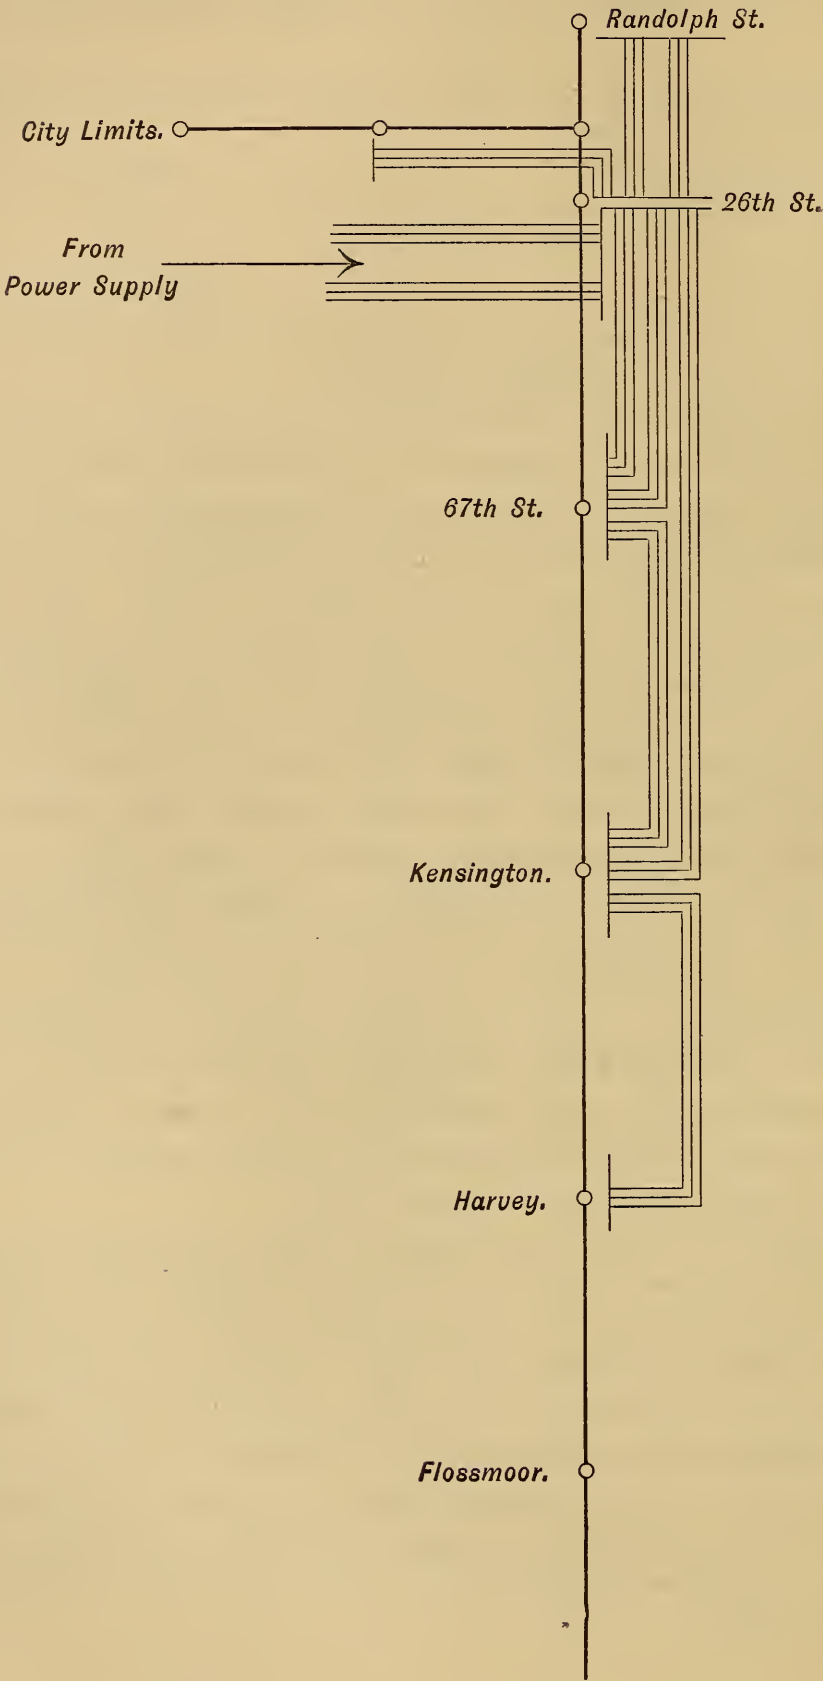 Randolph St.
City Limits.
26th St.
From
Power Supply
67th St.
Kensington.
Harvey.
Flossmoor.